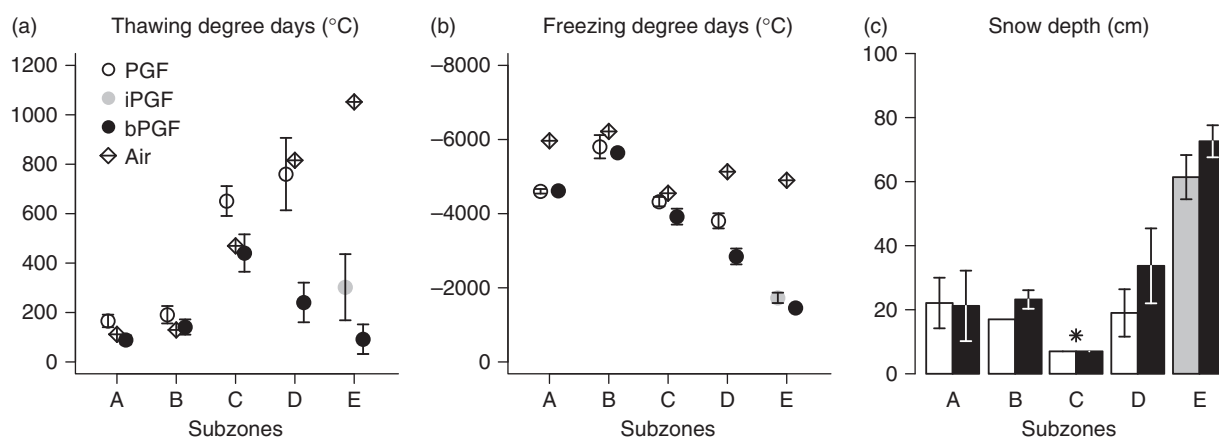 (a) Thawing degree days (°C)
1200
1000
800
600
400
200
0
PGF
iPGF
bPGF
Air
A B C D E
Subzones
(b) Freezing degree days (°C)
–8000
–6000
–4000
–2000
0
A B C D E
Subzones
(c) Snow depth (cm)
100
80
60
40
20
0
*
A B C D E
Subzones